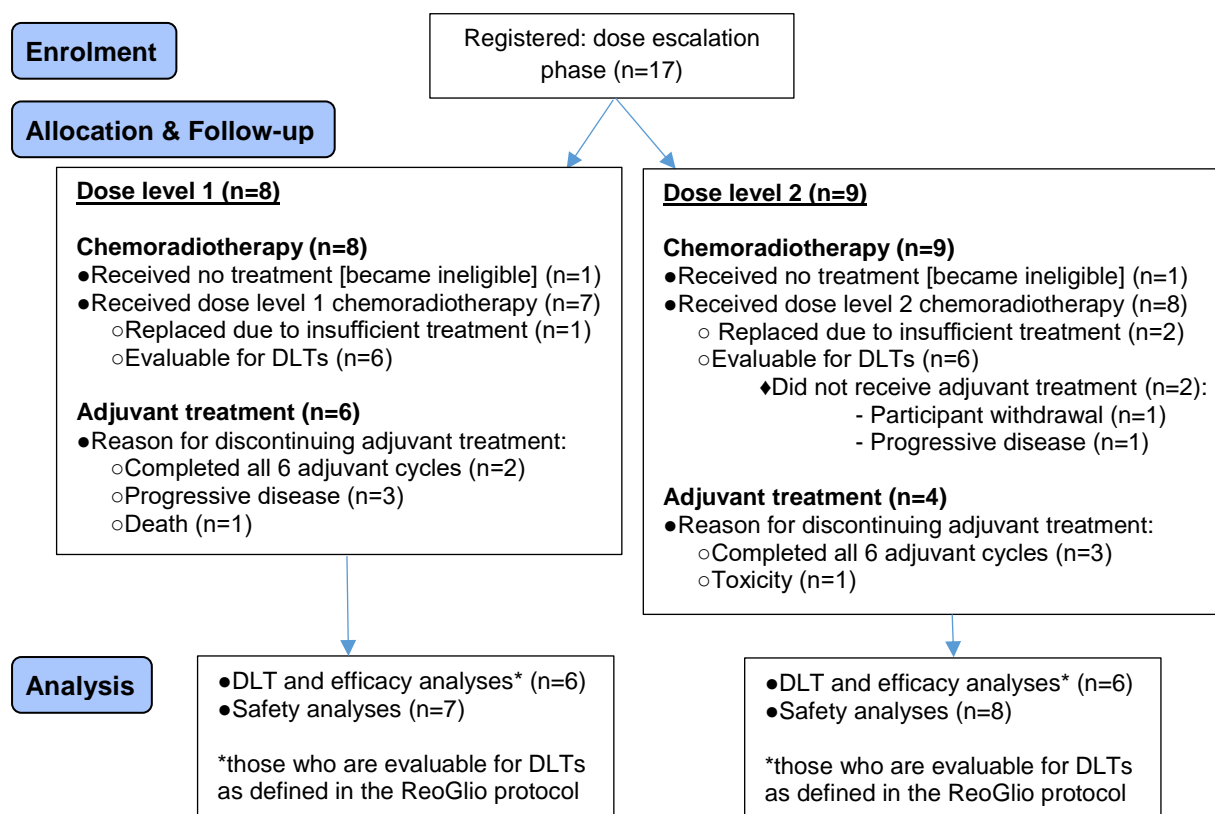 Enrolment
Registered: dose escalation
phase (n=17)
Allocation & Follow-up
Dose level 1 (n=8)
Chemoradiotherapy (n=8)
●Received no treatment [became ineligible] (n=1)
●Received dose level 1 chemoradiotherapy (n=7)
○Replaced due to insufficient treatment (n=1)
○Evaluable for DLTs (n=6)
Adjuvant treatment (n=6)
●Reason for discontinuing adjuvant treatment:
○Completed all 6 adjuvant cycles (n=2)
○Progressive disease (n=3)
○Death (n=1)
Dose level 2 (n=9)
Chemoradiotherapy (n=9)
●Received no treatment [became ineligible] (n=1)
●Received dose level 2 chemoradiotherapy (n=8)
○ Replaced due to insufficient treatment (n=2)
○Evaluable for DLTs (n=6)
♦Did not receive adjuvant treatment (n=2):
- Participant withdrawal (n=1)
- Progressive disease (n=1)
Adjuvant treatment (n=4)
●Reason for discontinuing adjuvant treatment:
○Completed all 6 adjuvant cycles (n=3)
○Toxicity (n=1)
Analysis
●DLT and efficacy analyses* (n=6)
●Safety analyses (n=7)
*those who are evaluable for DLTs
as defined in the ReoGlio protocol
●DLT and efficacy analyses* (n=6)
●Safety analyses (n=8)
*those who are evaluable for DLTs
as defined in the ReoGlio protocol